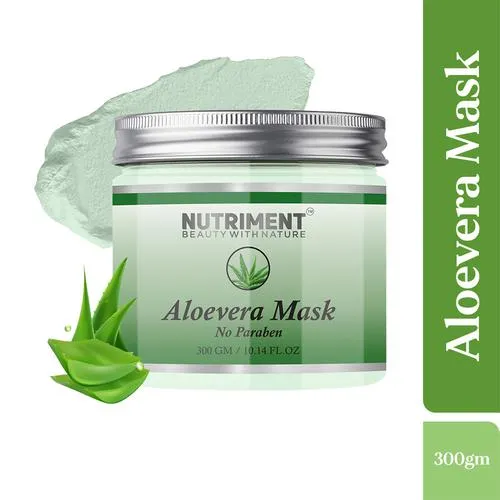 NUTRIMENT™
BEAUTY WITH NATURE
Aloevera Mask
No Paraben
300 GM / 10.14 FL.OZ
Aloevera Mask
300gm